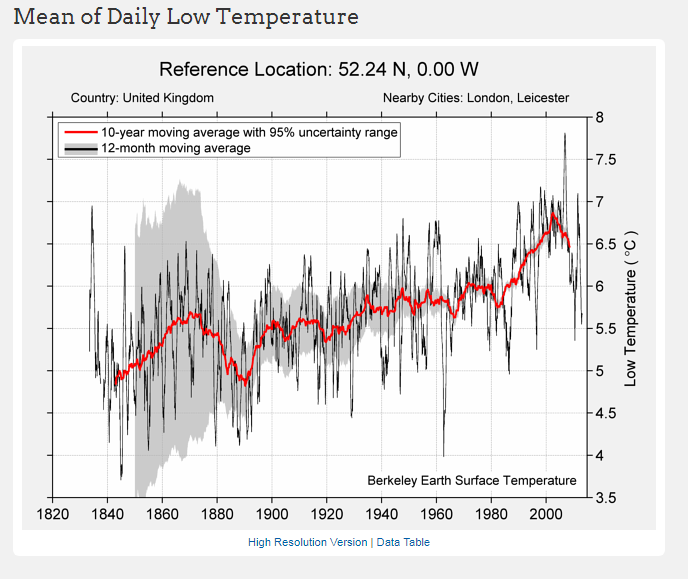 Mean of Daily Low Temperature
Reference Location: 52.24 N, 0.00 W
Country: United Kingdom
Nearby Cities: London, Leicester
10-year moving average with 95% uncertainty range
12-month moving average
8
7.5
7
6.5
6
5.5
5
4.5
4
3.5
Low Temperature ( °C )
Berkeley Earth Surface Temperature
1820 1840 1860 1880 1900 1920 1940 1960 1980 2000
High Resolution Version | Data Table